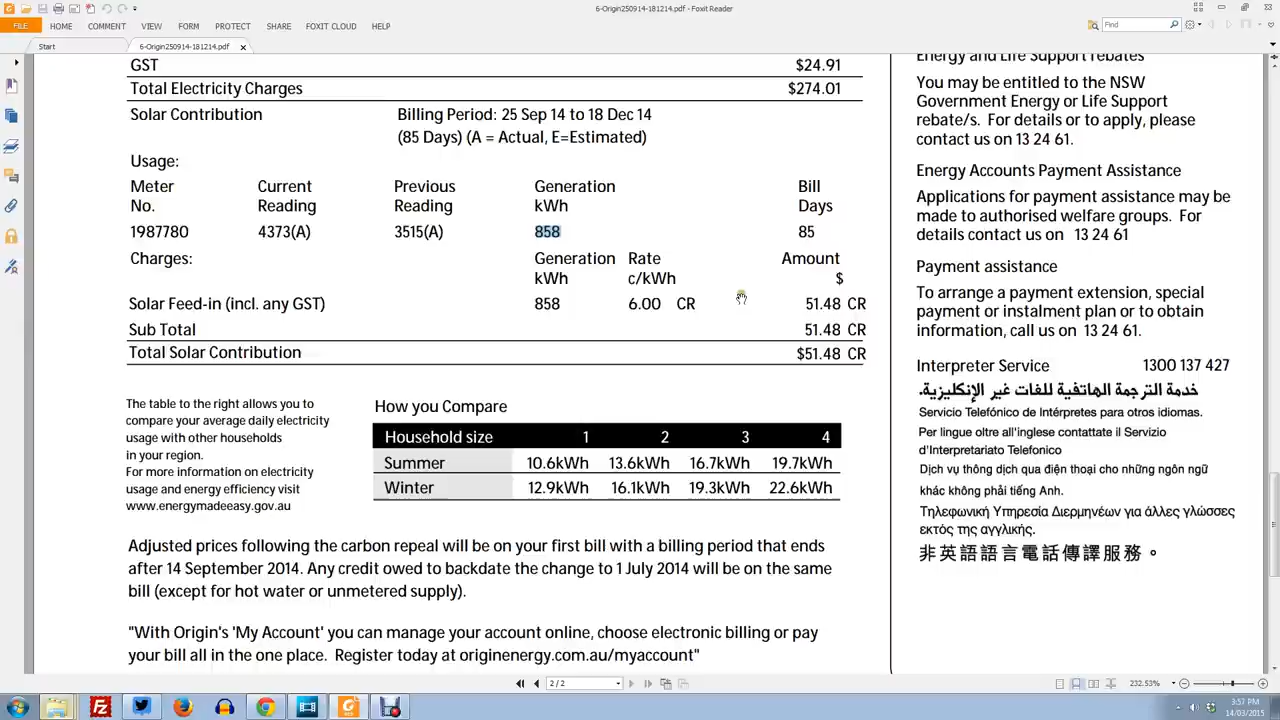 6-Origin250914-181214.pdf - Foxit Reader
FILE HOME COMMENT VIEW FORM PROTECT SHARE FOXIT CLOUD HELP
Find
Start 6-Origin250914-181214.pdf
GST $24.91
Total Electricity Charges $274.01
Solar Contribution Billing Period: 25 Sep 14 to 18 Dec 14
(85 Days) (A = Actual, E=Estimated)
Usage:
Meter Current Previous Generation Bill
No. Reading Reading kWh Days
1987780 4373(A) 3515(A) 858 85
Charges: Generation Rate Amount
kWh c/kWh $
Solar Feed-in (incl. any GST) 858 6.00 CR 51.48 CR
Sub Total 51.48 CR
Total Solar Contribution $51.48 CR
The table to the right allows you to
compare your average daily electricity
usage with other households
in your region.
For more information on electricity
usage and energy efficiency visit
www.energymadeeasy.gov.au
How you Compare
Household size 1 2 3 4
Summer 10.6kWh 13.6kWh 16.7kWh 19.7kWh
Winter 12.9kWh 16.1kWh 19.3kWh 22.6kWh
Adjusted prices following the carbon repeal will be on your first bill with a billing period that ends
after 14 September 2014. Any credit owed to backdate the change to 1 July 2014 will be on the same
bill (except for hot water or unmetered supply).
"With Origin's 'My Account' you can manage your account online, choose electronic billing or pay
your bill all in the one place. Register today at originenergy.com.au/myaccount"
Energy and Life Support rebates
You may be entitled to the NSW
Government Energy or Life Support
rebate/s. For details or to apply, please
contact us on 13 24 61.
Energy Accounts Payment Assistance
Applications for payment assistance may be
made to authorised welfare groups. For
details contact us on 13 24 61
Payment assistance
To arrange a payment extension, special
payment or instalment plan or to obtain
information, call us on 13 24 61.
Interpreter Service 1300 137 427
خدمة الترجمة الهاتفية للغات غير الإنكليزية.
Servicio Telefónico de Intérpretes para otros idiomas.
Per lingue oltre all'inglese contattate il Servizio
d'Interpretariato Telefonico
Dịch vụ thông dịch qua điện thoại cho những ngôn ngữ
khác không phải tiếng Anh.
Τηλεφωνική Υπηρεσία Διερμηνέων για άλλες γλώσσες
εκτός της αγγλικής.
非英語語言電話傳譯服務。
2 / 2 232.53%
3:57 PM
14/03/2015